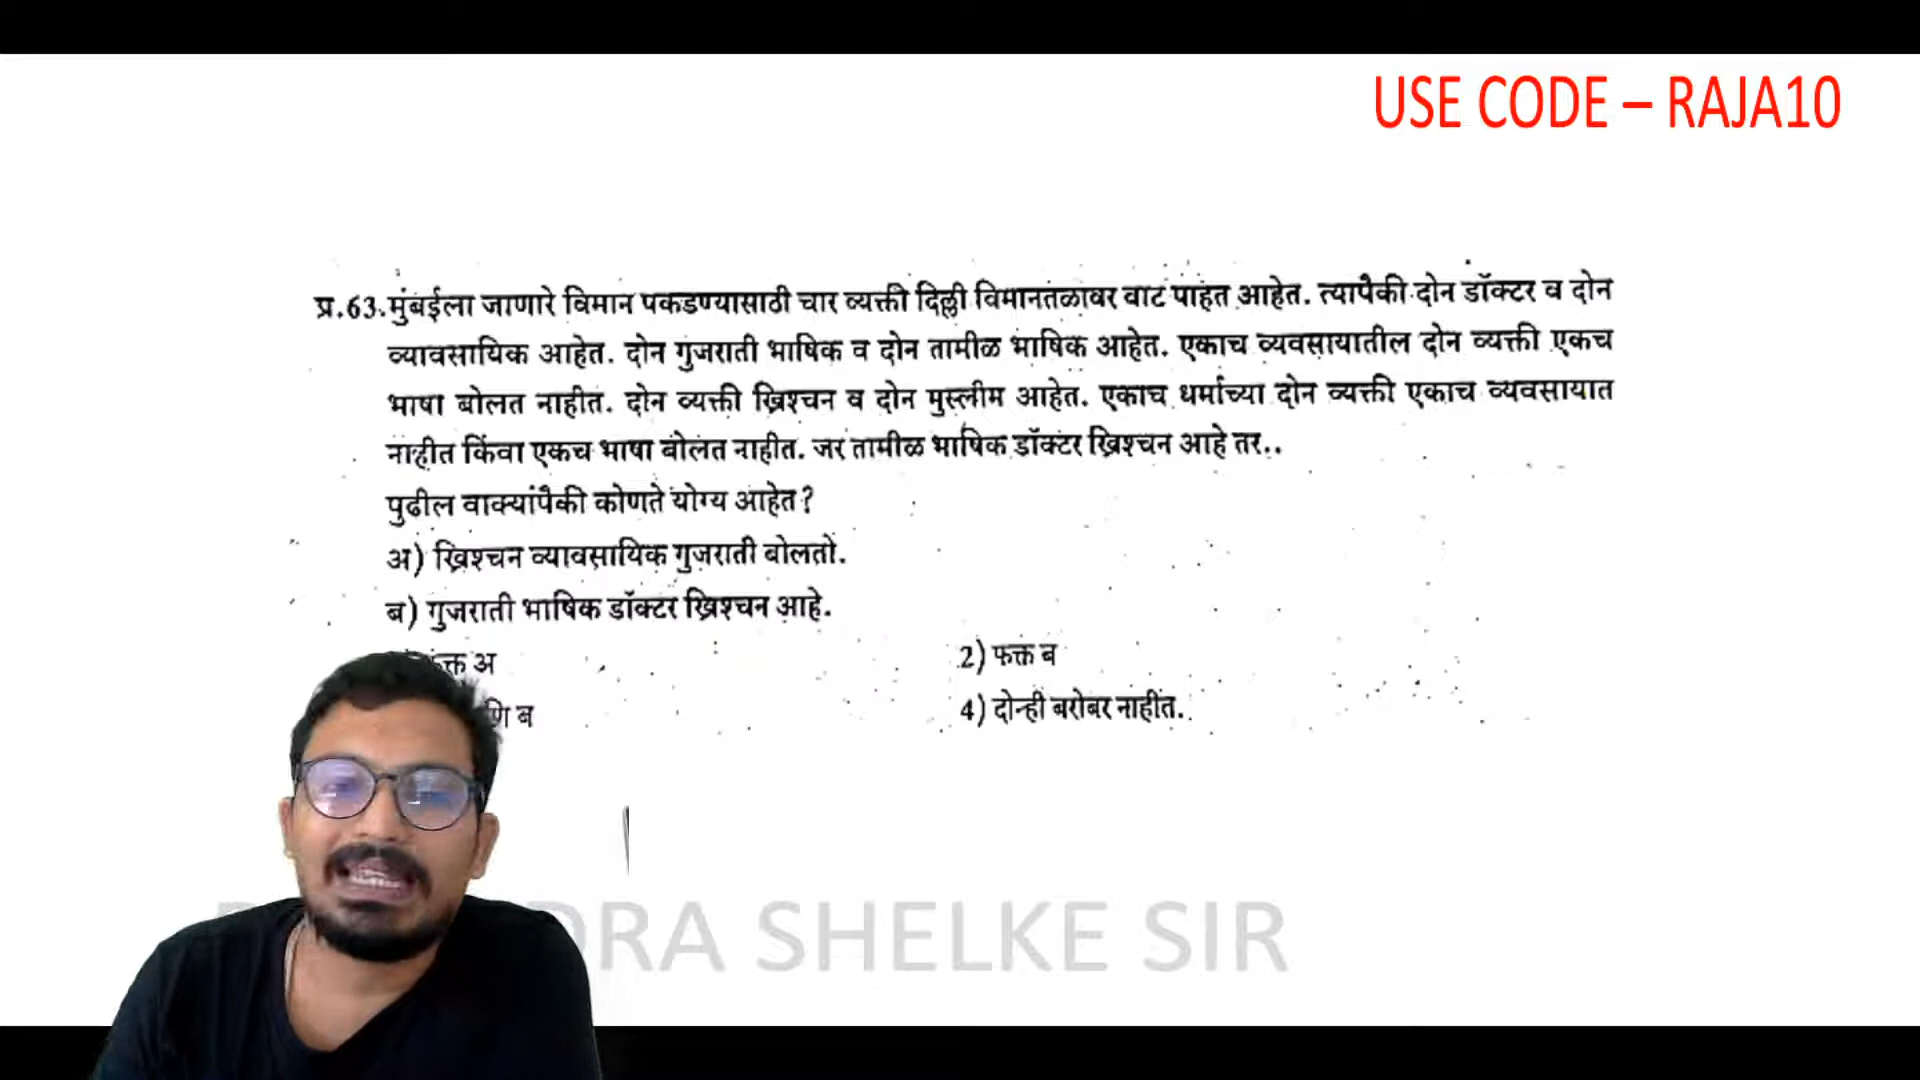 USE CODE – RAJA10
प्र.63.मुंबईला जाणारे विमान पकडण्यासाठी चार व्यक्ती दिल्ली विमानतळावर वाट पाहत आहेत. त्यापैकी दोन डॉक्टर व दोन
व्यावसायिक आहेत. दोन गुजराती भाषिक व दोन तामीळ भाषिक आहेत. एकाच व्यवसायातील दोन व्यक्ती एकच
भाषा बोलत नाहीत. दोन व्यक्ती ख्रिश्चन व दोन मुस्लीम आहेत. एकाच धर्माच्या दोन व्यक्ती एकाच व्यवसायात
नाहीत किंवा एकच भाषा बोलत नाहीत. जर तामीळ भाषिक डॉक्टर ख्रिश्चन आहे तर..
पुढील वाक्यांपैकी कोणते योग्य आहेत?
अ) ख्रिश्चन व्यावसायिक गुजराती बोलतो.
ब) गुजराती भाषिक डॉक्टर ख्रिश्चन आहे.
अ 2) फक्त ब
ब 4) दोन्ही बरोबर नाहीत.
SHELKE SIR